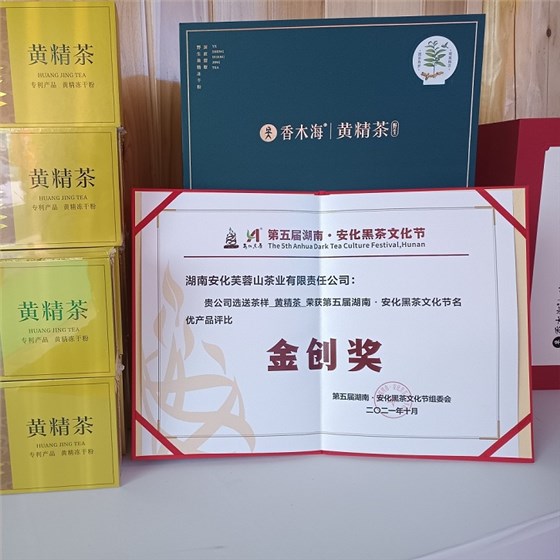 黄精茶
HUANG JING TEA
专利产品 黄精冻干粉
黄精茶
HUANG JING TEA
专利产品 黄精冻干粉
黄精茶
HUANG JING TEA
专利产品 黄精冻干粉
黄精茶
HUANG JING TEA
专利产品 黄精冻干粉
香木海® 黄精茶
第五届湖南·安化黑茶文化节
The 5th Anhua Dark Tea Culture Festival,Hunan
湖南安化芙蓉山茶业有限责任公司：
贵公司选送茶样 黄精茶 荣获第五届湖南·安化黑茶文化节名
优产品评比
金创奖
第五届湖南·安化黑茶文化节组委会
二〇二一年十月